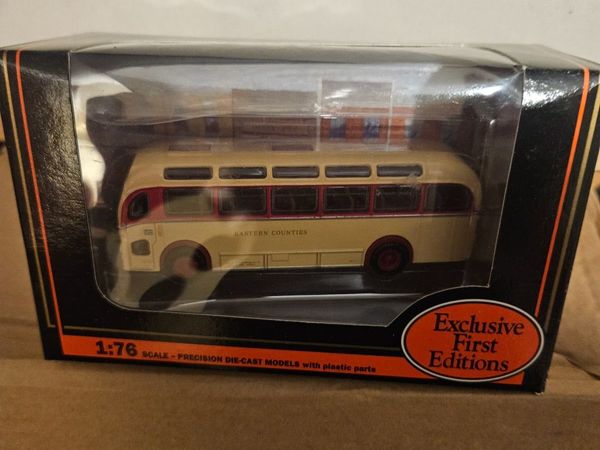 EASTERN COUNTIES
1:76 SCALE – PRECISION DIE-CAST MODELS with plastic parts
Exclusive
First
Editions